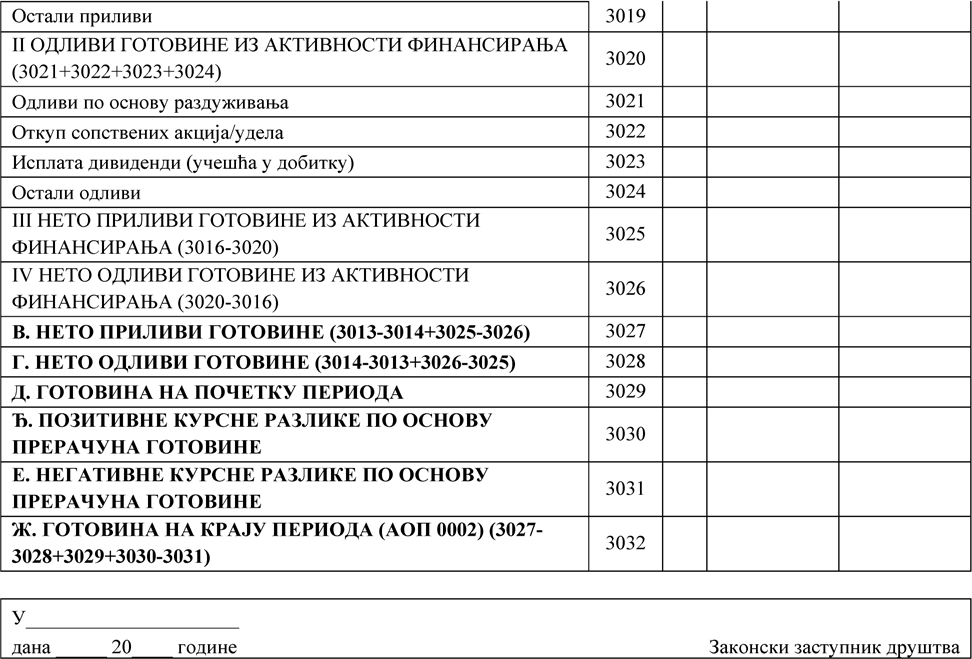 Остали приливи 3019
II ОДЛИВИ ГОТОВИНЕ ИЗ АКТИВНОСТИ ФИНАНСИРАЊА
(3021+3022+3023+3024) 3020
Одливи по основу раздуживања 3021
Откуп сопствених акција/удела 3022
Исплата дивиденди (учешћа у добитку) 3023
Остали одливи 3024
III НЕТО ПРИЛИВИ ГОТОВИНЕ ИЗ АКТИВНОСТИ
ФИНАНСИРАЊА (3016-3020) 3025
IV НЕТО ОДЛИВИ ГОТОВИНЕ ИЗ АКТИВНОСТИ
ФИНАНСИРАЊА (3020-3016) 3026
В. НЕТО ПРИЛИВИ ГОТОВИНЕ (3013-3014+3025-3026) 3027
Г. НЕТО ОДЛИВИ ГОТОВИНЕ (3014-3013+3026-3025) 3028
Д. ГОТОВИНА НА ПОЧЕТКУ ПЕРИОДА 3029
Ђ. ПОЗИТИВНЕ КУРСНЕ РАЗЛИКЕ ПО ОСНОВУ
ПРЕРАЧУНА ГОТОВИНЕ 3030
Е. НЕГАТИВНЕ КУРСНЕ РАЗЛИКЕ ПО ОСНОВУ
ПРЕРАЧУНА ГОТОВИНЕ 3031
Ж. ГОТОВИНА НА КРАЈУ ПЕРИОДА (АОП 0002) (3027-
3028+3029+3030-3031) 3032
У______________________
дана _____ 20____ године Законски заступник друштва